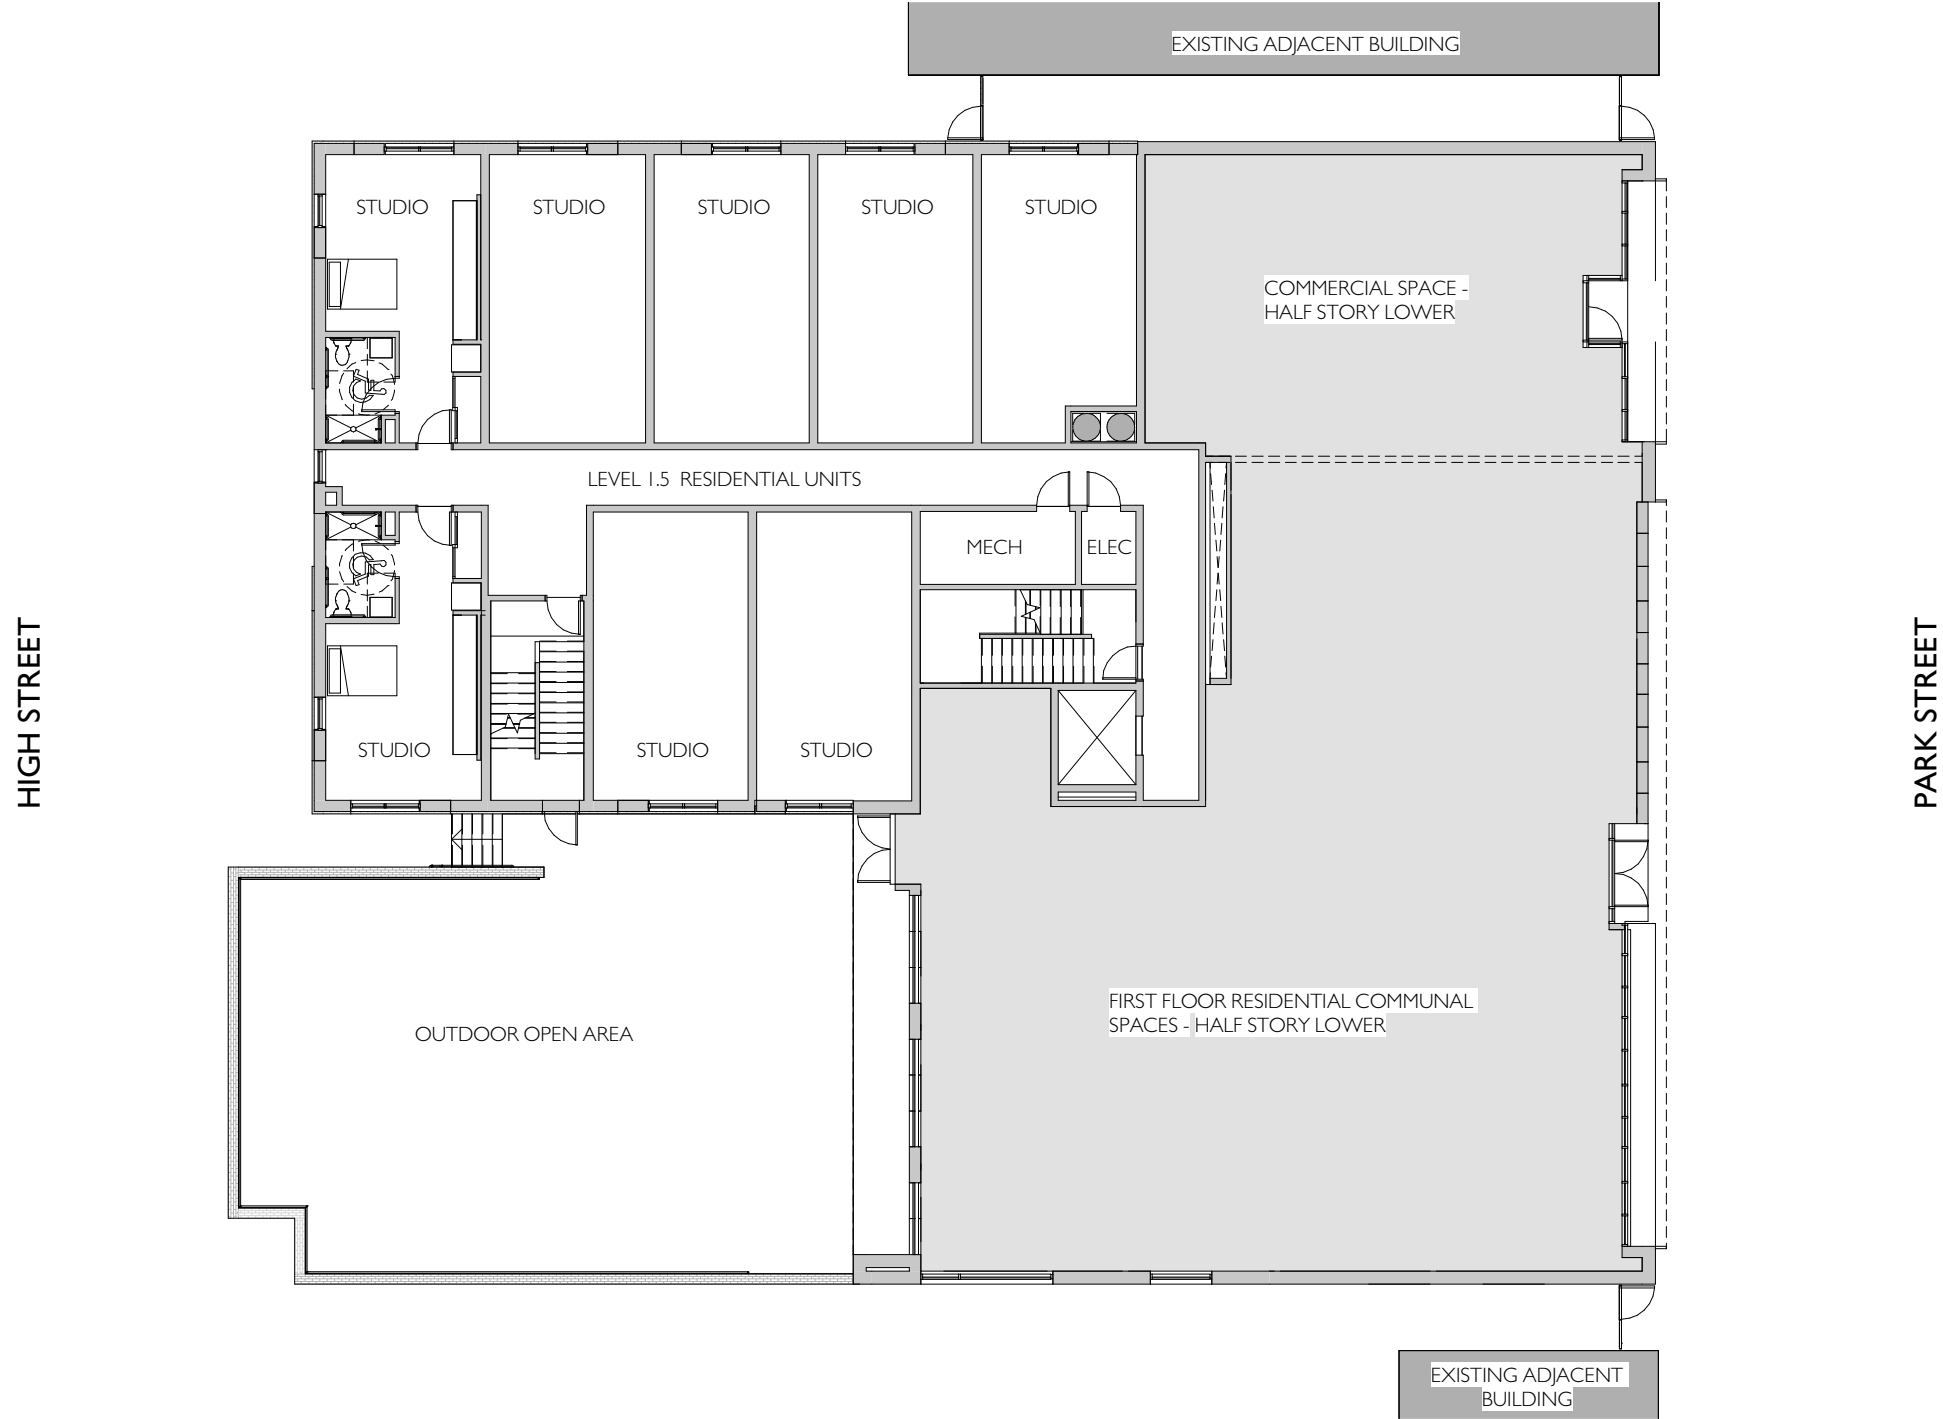 EXISTING ADJACENT BUILDING
STUDIO
STUDIO
STUDIO
STUDIO
STUDIO
COMMERCIAL SPACE -
HALF STORY LOWER
LEVEL 1.5 RESIDENTIAL UNITS
MECH
ELEC
HIGH STREET
PARK STREET
STUDIO
STUDIO
STUDIO
FIRST FLOOR RESIDENTIAL COMMUNAL
SPACES - HALF STORY LOWER
OUTDOOR OPEN AREA
EXISTING ADJACENT
BUILDING